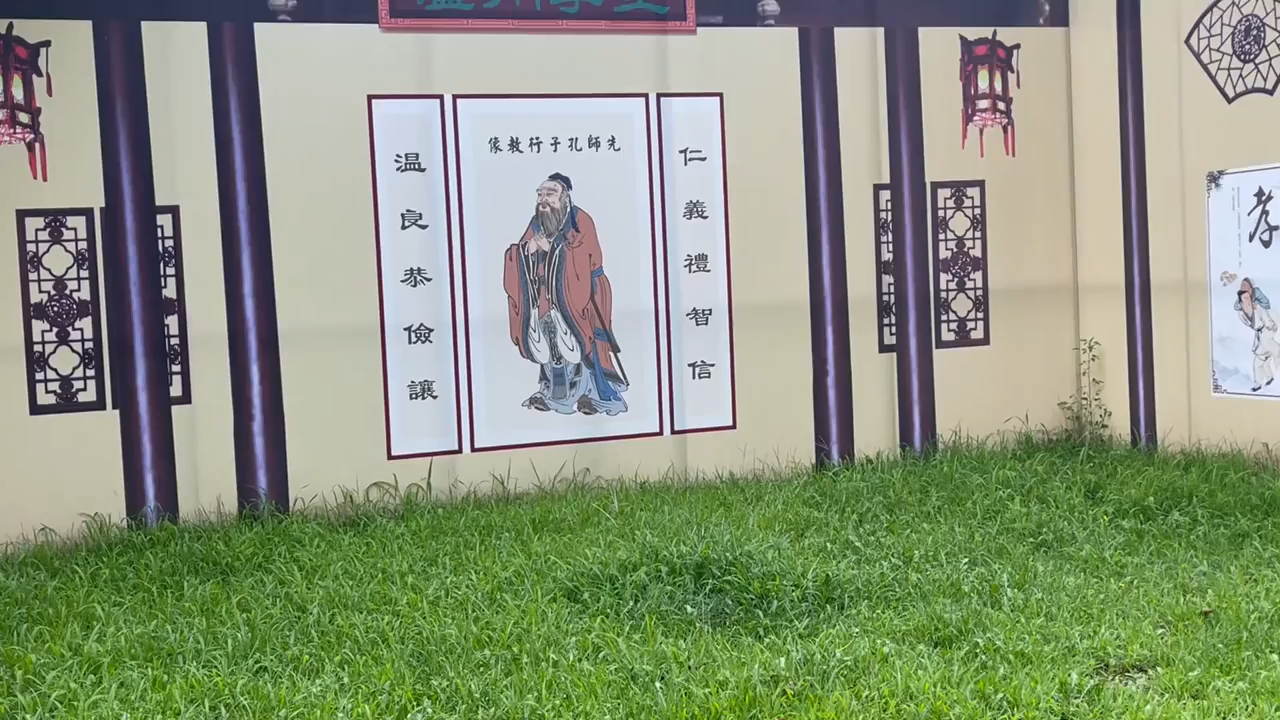 先師孔子行教像
仁義禮智信
温良恭儉讓
孝